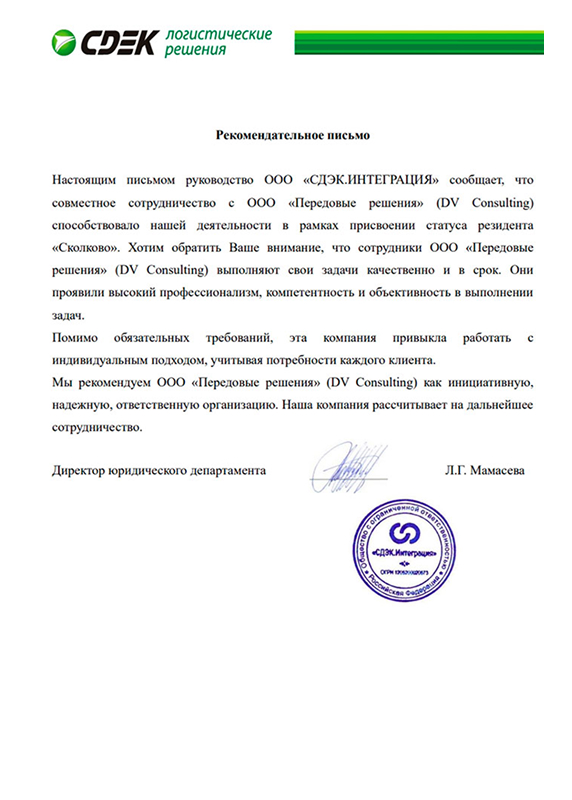 CDEK логистические
решения
Рекомендательное письмо
Настоящим письмом руководство ООО «СДЭК.ИНТЕГРАЦИЯ» сообщает, что
совместное сотрудничество с ООО «Передовые решения» (DV Consulting)
способствовало нашей деятельности в рамках присвоении статуса резидента
«Сколково». Хотим обратить Ваше внимание, что сотрудники ООО «Передовые
решения» (DV Consulting) выполняют свои задачи качественно и в срок. Они
проявили высокий профессионализм, компетентность и объективность в выполнении
задач.
Помимо обязательных требований, эта компания привыкла работать с
индивидуальным подходом, учитывая потребности каждого клиента.
Мы рекомендуем ООО «Передовые решения» (DV Consulting) как инициативную,
надежную, ответственную организацию. Наша компания рассчитывает на дальнейшее
сотрудничество.
Директор юридического департамента Л.Г. Мамасева
Общество с ограниченной ответственностью
«СДЭК.Интеграция»
ОГРН
Российская Федерация